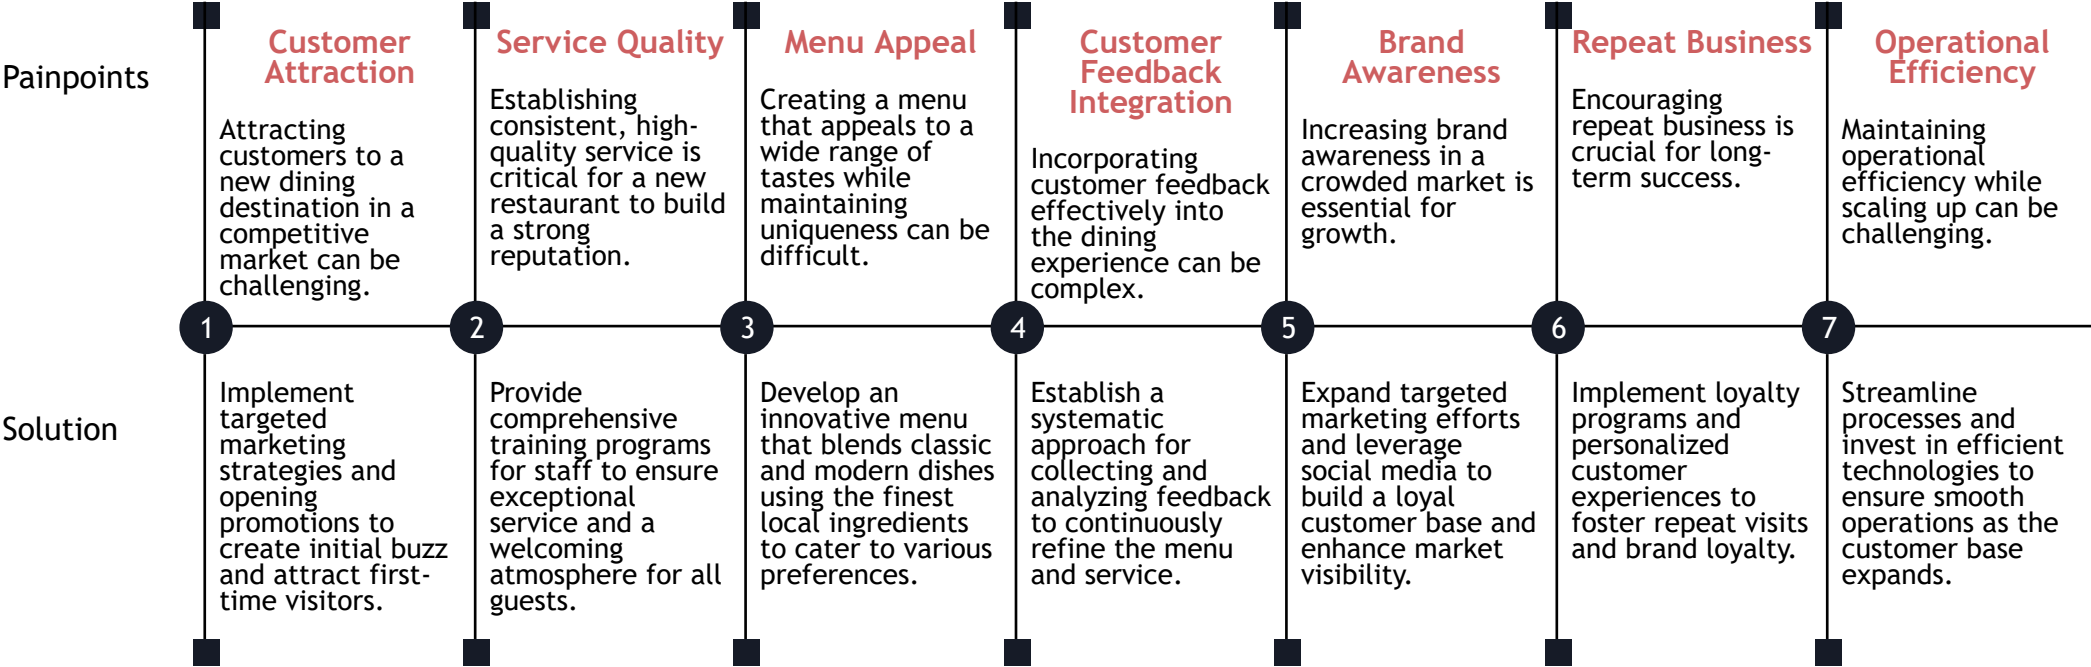 Painpoints
Customer
Attraction
Attracting
customers to a
new dining
destination in a
competitive
market can be
challenging.
Service Quality
Establishing
consistent, high-
quality service is
critical for a new
restaurant to build
a strong
reputation.
Menu Appeal
Creating a menu
that appeals to a
wide range of
tastes while
maintaining
uniqueness can be
difficult.
Customer
Feedback
Integration
Incorporating
customer feedback
effectively into
the dining
experience can be
complex.
Brand
Awareness
Increasing brand
awareness in a
crowded market is
essential for
growth.
Repeat Business
Encouraging
repeat business is
crucial for long-
term success.
Operational
Efficiency
Maintaining
operational
efficiency while
scaling up can be
challenging.
1
2
3
4
5
6
7
Solution
Implement
targeted
marketing
strategies and
opening
promotions to
create initial buzz
and attract first-
time visitors.
Provide
comprehensive
training programs
for staff to ensure
exceptional
service and a
welcoming
atmosphere for all
guests.
Develop an
innovative menu
that blends classic
and modern dishes
using the finest
local ingredients
to cater to various
preferences.
Establish a
systematic
approach for
collecting and
analyzing feedback
to continuously
refine the menu
and service.
Expand targeted
marketing efforts
and leverage
social media to
build a loyal
customer base and
enhance market
visibility.
Implement loyalty
programs and
personalized
customer
experiences to
foster repeat visits
and brand loyalty.
Streamline
processes and
invest in efficient
technologies to
ensure smooth
operations as the
customer base
expands.